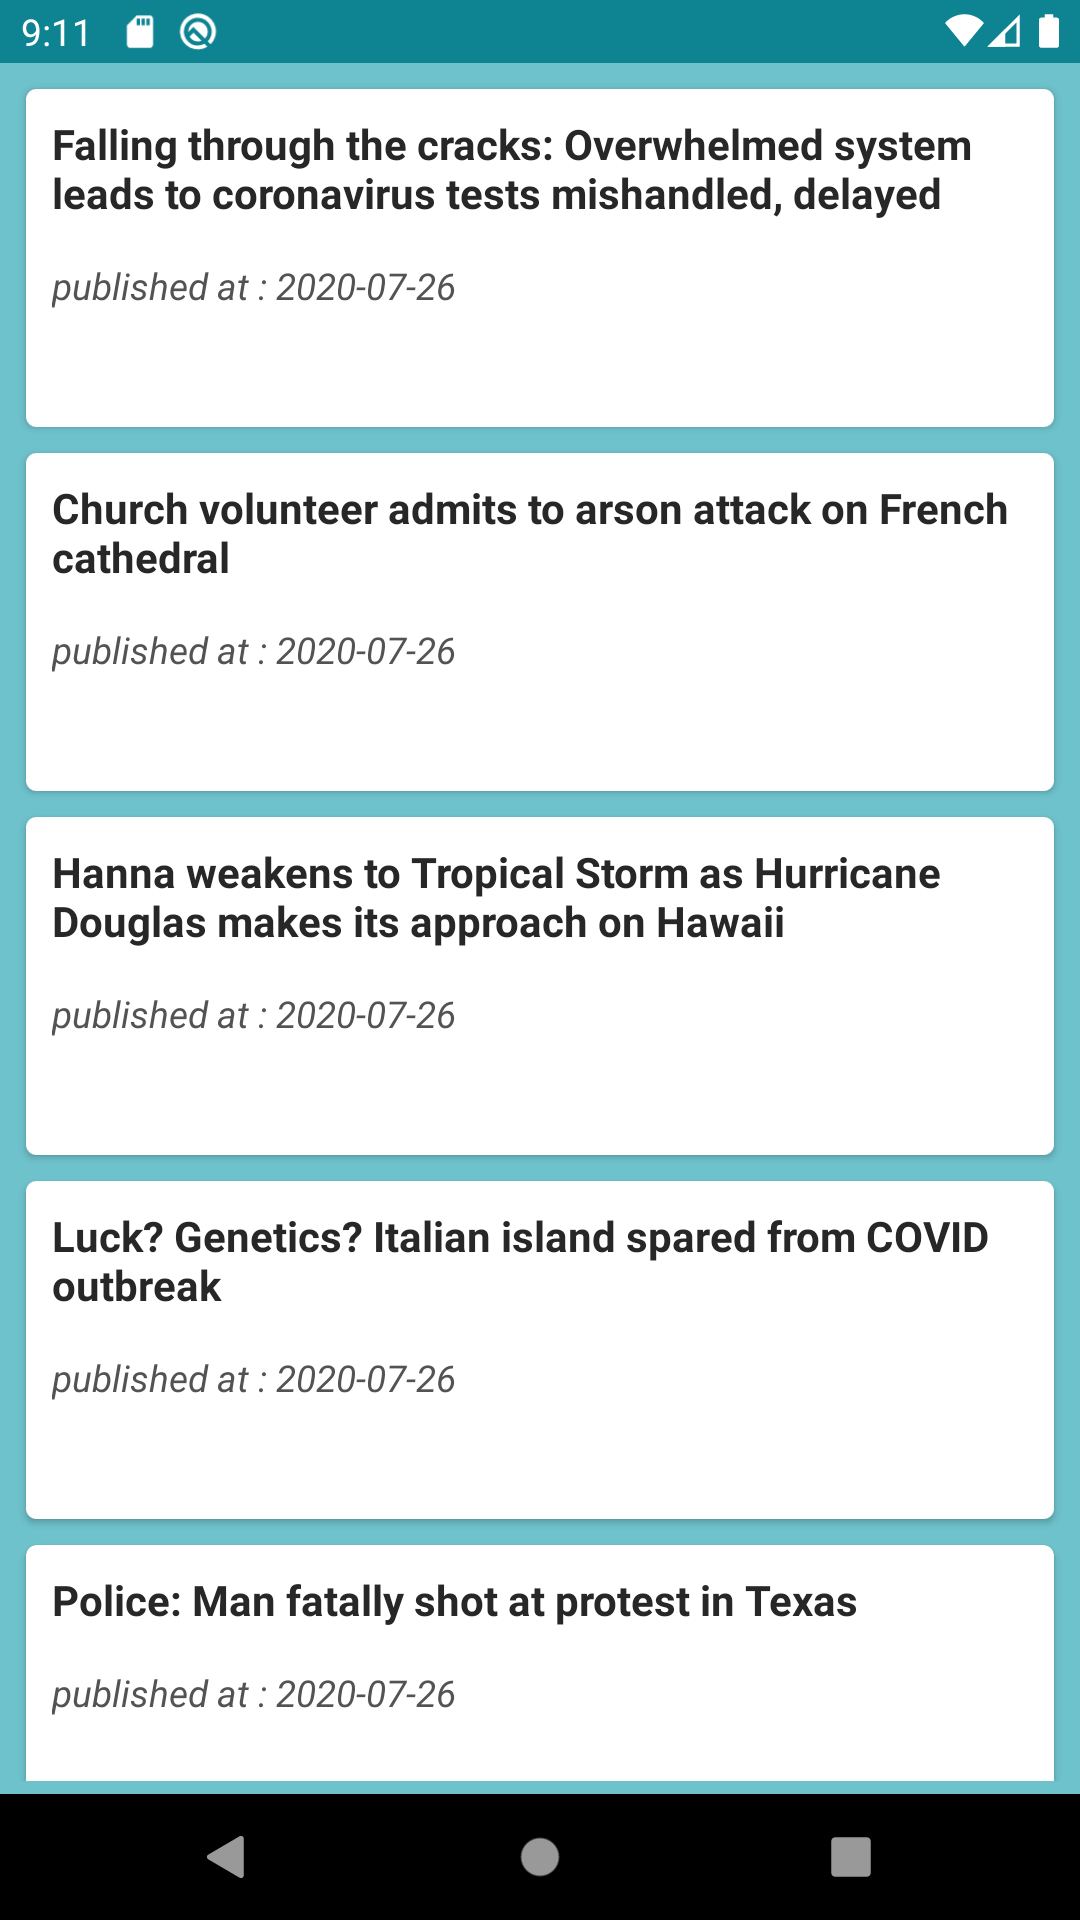 9:11
Falling through the cracks: Overwhelmed system
leads to coronavirus tests mishandled, delayed
published at : 2020-07-26
Church volunteer admits to arson attack on French
cathedral
published at : 2020-07-26
Hanna weakens to Tropical Storm as Hurricane
Douglas makes its approach on Hawaii
published at : 2020-07-26
Luck? Genetics? Italian island spared from COVID
outbreak
published at : 2020-07-26
Police: Man fatally shot at protest in Texas
published at : 2020-07-26